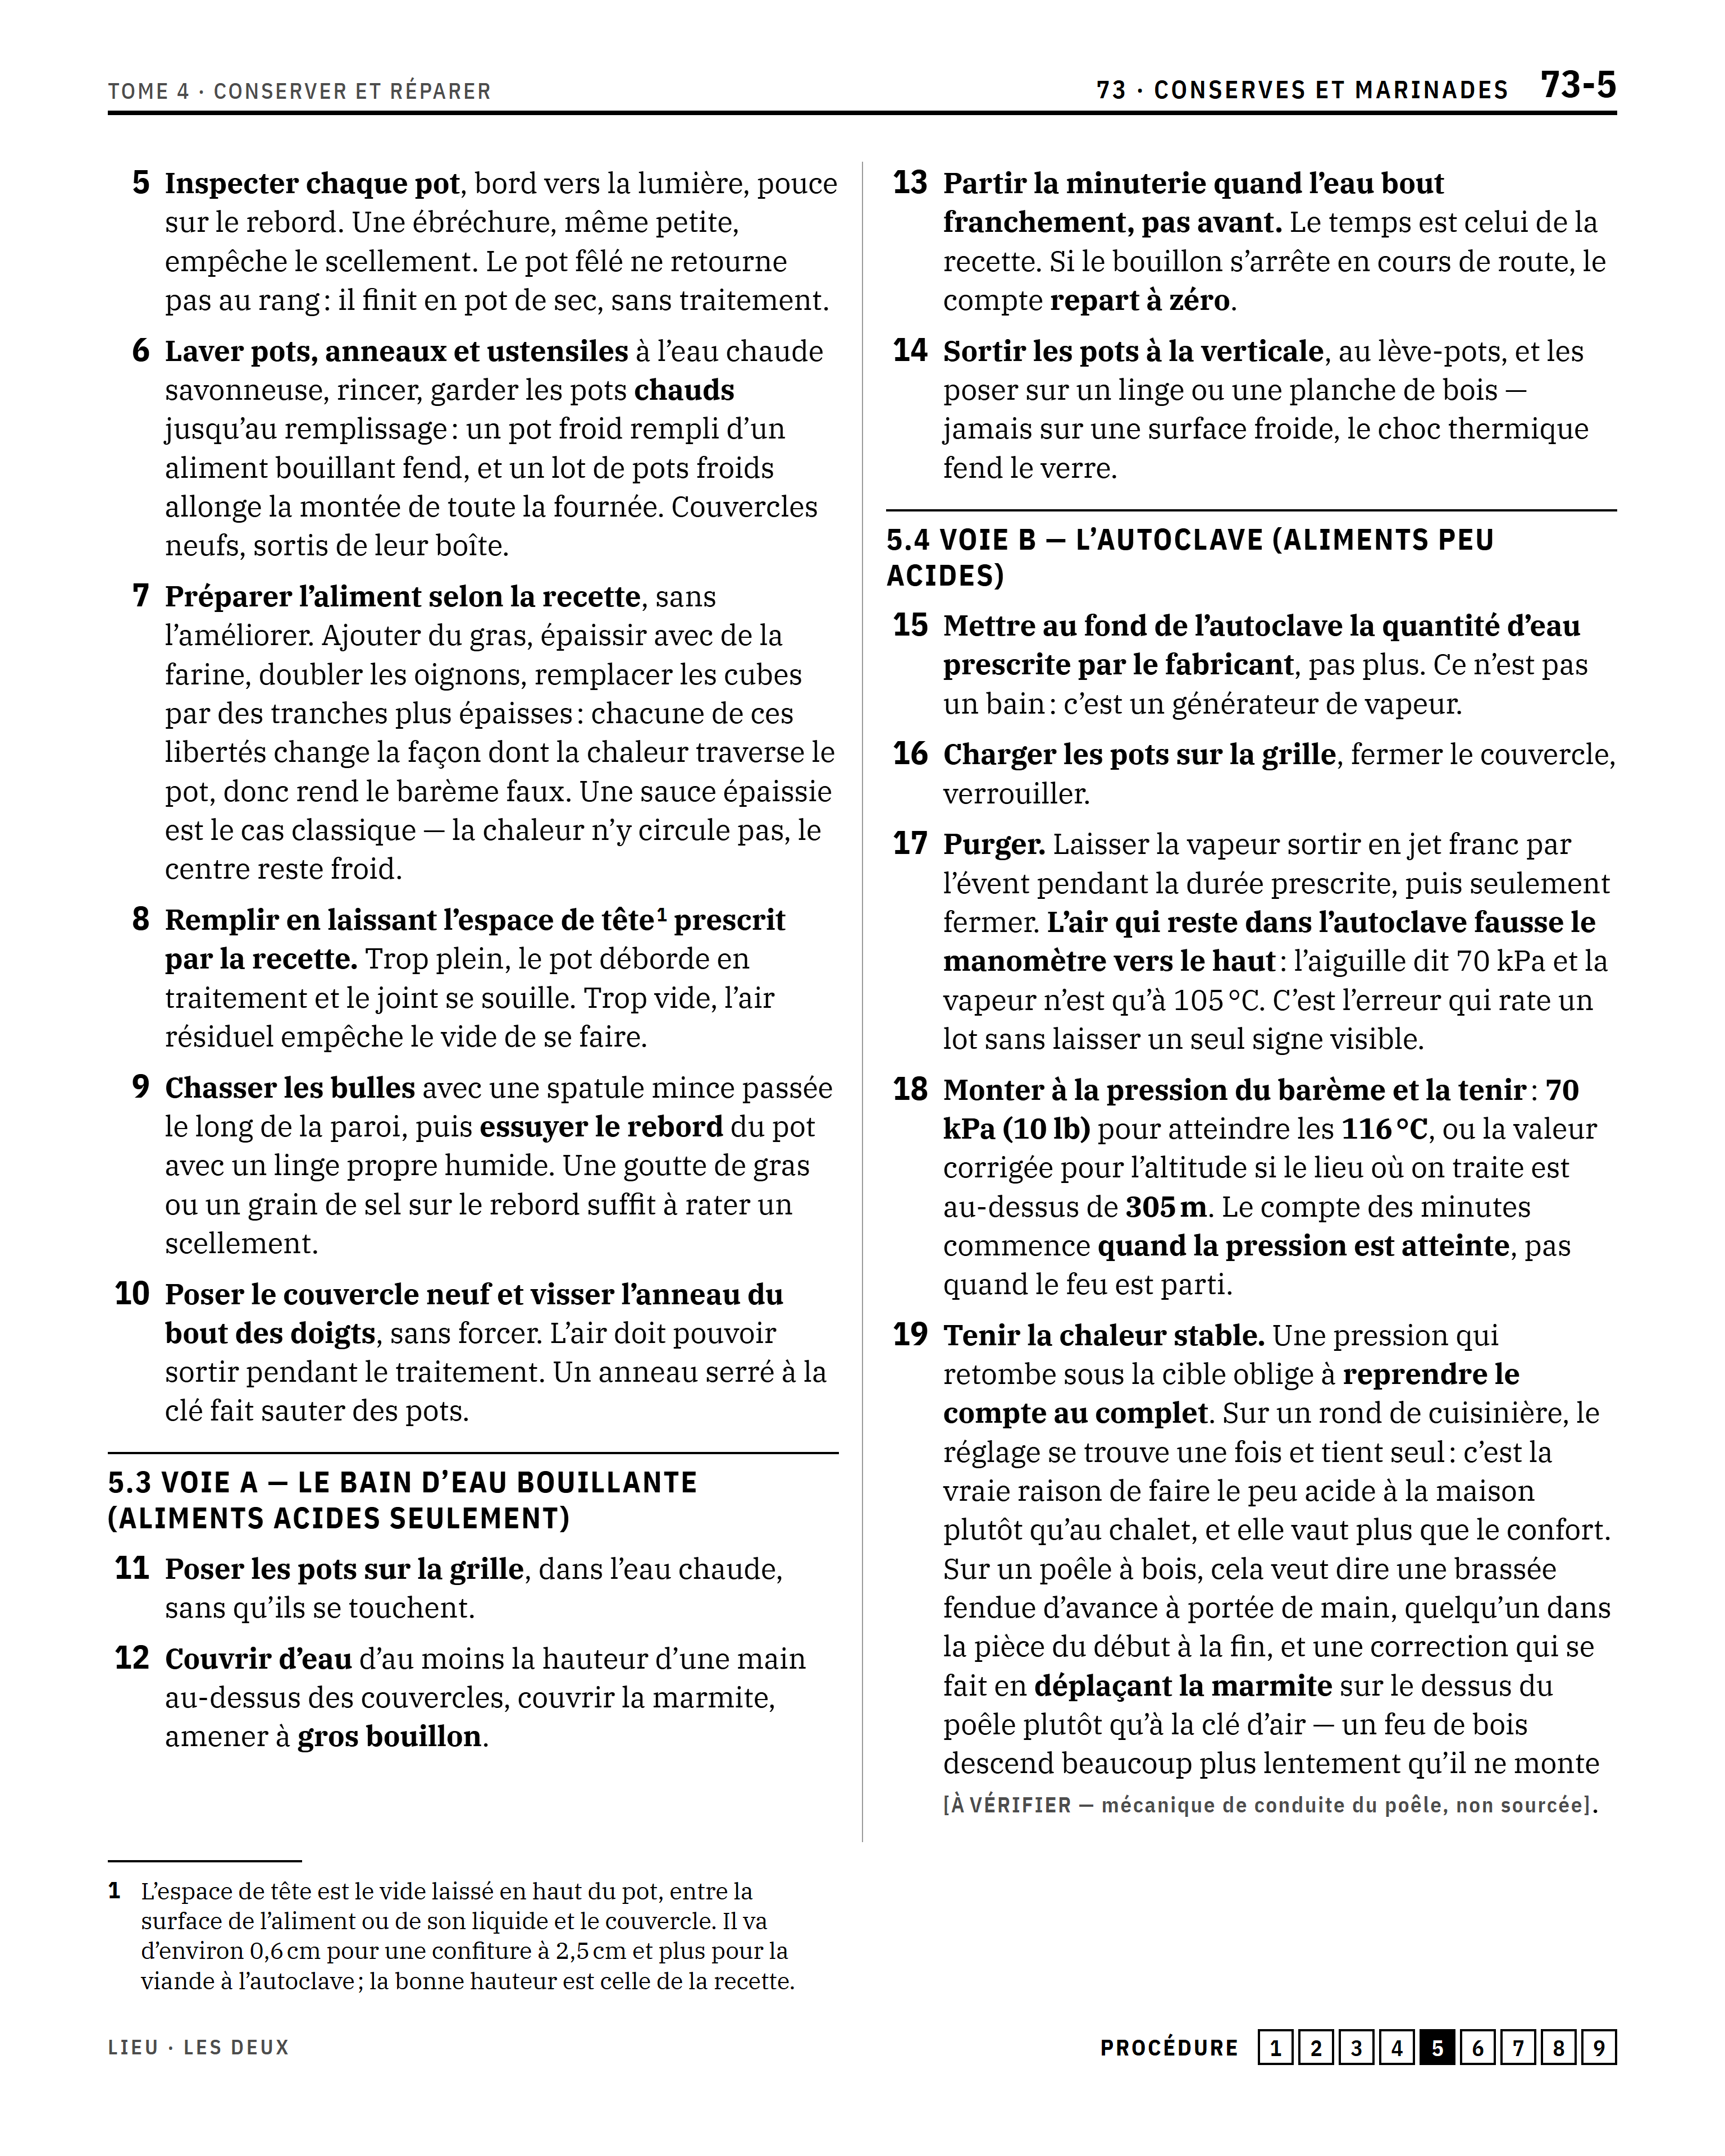 TOME 4 · CONSERVER ET RÉPARER
73 · CONSERVES ET MARINADES 73-5
5 Inspecter chaque pot, bord vers la lumière, pouce
sur le rebord. Une ébréchure, même petite,
empêche le scellement. Le pot fêlé ne retourne
pas au rang : il finit en pot de sec, sans traitement.
6 Laver pots, anneaux et ustensiles à l’eau chaude
savonneuse, rincer, garder les pots chauds
jusqu’au remplissage : un pot froid rempli d’un
aliment bouillant fend, et un lot de pots froids
allonge la montée de toute la fournée. Couvercles
neufs, sortis de leur boîte.
7 Préparer l’aliment selon la recette, sans
l’améliorer. Ajouter du gras, épaissir avec de la
farine, doubler les oignons, remplacer les cubes
par des tranches plus épaisses : chacune de ces
libertés change la façon dont la chaleur traverse le
pot, donc rend le barème faux. Une sauce épaissie
est le cas classique — la chaleur n’y circule pas, le
centre reste froid.
8 Remplir en laissant l’espace de tête1 prescrit
par la recette. Trop plein, le pot déborde en
traitement et le joint se souille. Trop vide, l’air
résiduel empêche le vide de se faire.
9 Chasser les bulles avec une spatule mince passée
le long de la paroi, puis essuyer le rebord du pot
avec un linge propre humide. Une goutte de gras
ou un grain de sel sur le rebord suffit à rater un
scellement.
10 Poser le couvercle neuf et visser l’anneau du
bout des doigts, sans forcer. L’air doit pouvoir
sortir pendant le traitement. Un anneau serré à la
clé fait sauter des pots.
5.3 VOIE A — LE BAIN D’EAU BOUILLANTE
(ALIMENTS ACIDES SEULEMENT)
11 Poser les pots sur la grille, dans l’eau chaude,
sans qu’ils se touchent.
12 Couvrir d’eau d’au moins la hauteur d’une main
au-dessus des couvercles, couvrir la marmite,
amener à gros bouillon.
13 Partir la minuterie quand l’eau bout
franchement, pas avant. Le temps est celui de la
recette. Si le bouillon s’arrête en cours de route, le
compte repart à zéro.
14 Sortir les pots à la verticale, au lève-pots, et les
poser sur un linge ou une planche de bois —
jamais sur une surface froide, le choc thermique
fend le verre.
5.4 VOIE B — L’AUTOCLAVE (ALIMENTS PEU
ACIDES)
15 Mettre au fond de l’autoclave la quantité d’eau
prescrite par le fabricant, pas plus. Ce n’est pas
un bain : c’est un générateur de vapeur.
16 Charger les pots sur la grille, fermer le couvercle,
verrouiller.
17 Purger. Laisser la vapeur sortir en jet franc par
l’évent pendant la durée prescrite, puis seulement
fermer. L’air qui reste dans l’autoclave fausse le
manomètre vers le haut : l’aiguille dit 70 kPa et la
vapeur n’est qu’à 105 °C. C’est l’erreur qui rate un
lot sans laisser un seul signe visible.
18 Monter à la pression du barème et la tenir : 70
kPa (10 lb) pour atteindre les 116 °C, ou la valeur
corrigée pour l’altitude si le lieu où on traite est
au-dessus de 305 m. Le compte des minutes
commence quand la pression est atteinte, pas
quand le feu est parti.
19 Tenir la chaleur stable. Une pression qui
retombe sous la cible oblige à reprendre le
compte au complet. Sur un rond de cuisinière, le
réglage se trouve une fois et tient seul : c’est la
vraie raison de faire le peu acide à la maison
plutôt qu’au chalet, et elle vaut plus que le confort.
Sur un poêle à bois, cela veut dire une brassée
fendue d’avance à portée de main, quelqu’un dans
la pièce du début à la fin, et une correction qui se
fait en déplaçant la marmite sur le dessus du
poêle plutôt qu’à la clé d’air — un feu de bois
descend beaucoup plus lentement qu’il ne monte
[À VÉRIFIER — mécanique de conduite du poêle, non sourcée].
1 L’espace de tête est le vide laissé en haut du pot, entre la
surface de l’aliment ou de son liquide et le couvercle. Il va
d’environ 0,6 cm pour une confiture à 2,5 cm et plus pour la
viande à l’autoclave ; la bonne hauteur est celle de la recette.
LIEU · LES DEUX
PROCÉDURE 1 2 3 4 5 6 7 8 9